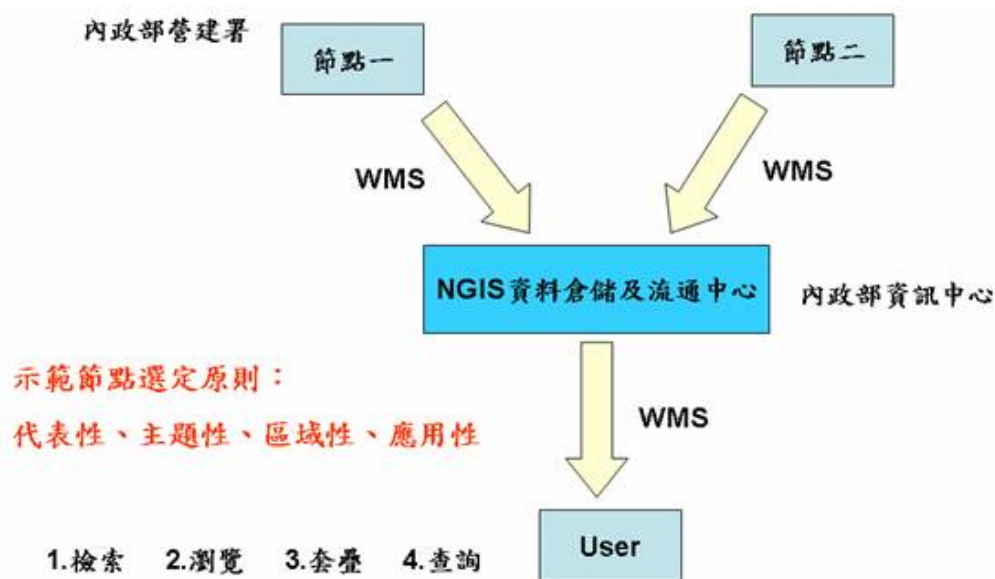 內政部營建署
節點一
節點二
WMS
WMS
NGIS資料倉儲及流通中心
內政部資訊中心
示範節點選定原則：
代表性、主題性、區域性、應用性
WMS
User
1.檢索 2.瀏覽 3.套疊 4.查詢